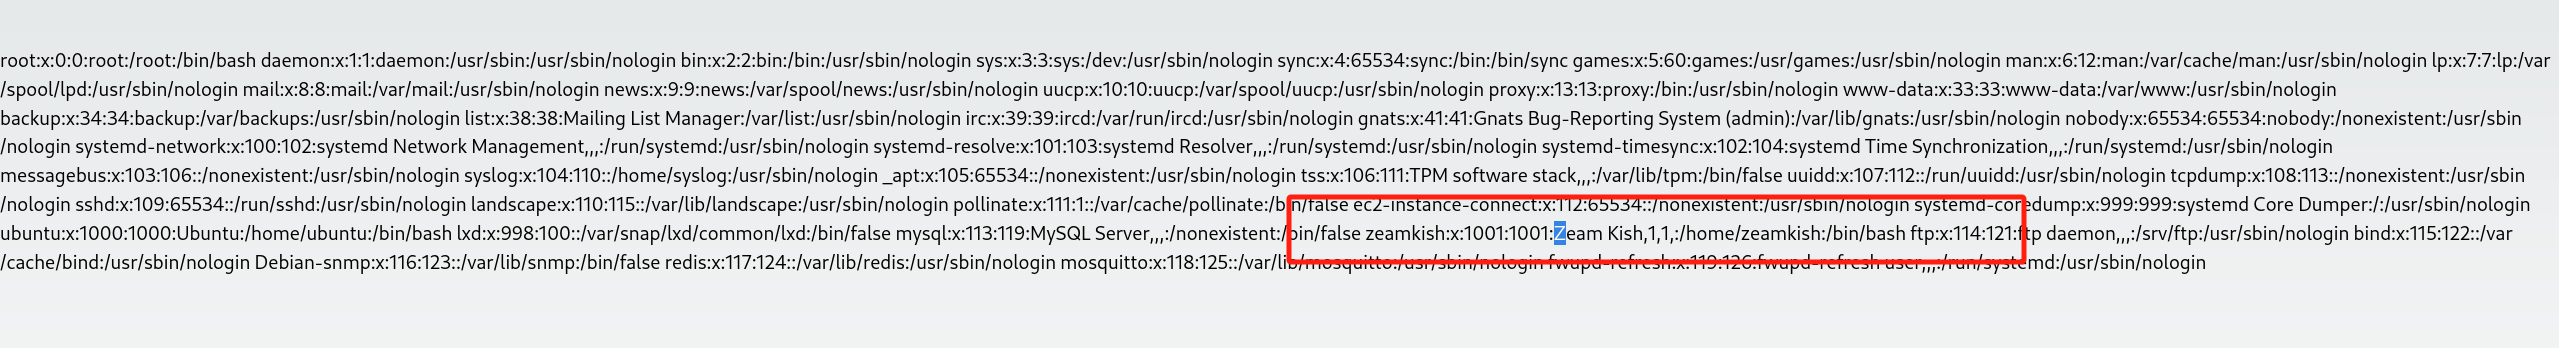 root:x:0:0:root:/root:/bin/bash daemon:x:1:1:daemon:/usr/sbin:/usr/sbin/nologin bin:x:2:2:bin:/bin:/usr/sbin/nologin sys:x:3:3:sys:/dev:/usr/sbin/nologin sync:x:4:65534:sync:/bin:/bin/sync games:x:5:60:games:/usr/games:/usr/sbin/nologin man:x:6:12:man:/var/cache/man:/usr/sbin/nologin lp:x:7:7:lp:/var
/spool/lpd:/usr/sbin/nologin mail:x:8:8:mail:/var/mail:/usr/sbin/nologin news:x:9:9:news:/var/spool/news:/usr/sbin/nologin uucp:x:10:10:uucp:/var/spool/uucp:/usr/sbin/nologin proxy:x:13:13:proxy:/bin:/usr/sbin/nologin www-data:x:33:33:www-data:/var/www:/usr/sbin/nologin
backup:x:34:34:backup:/var/backups:/usr/sbin/nologin list:x:38:38:Mailing List Manager:/var/list:/usr/sbin/nologin irc:x:39:39:ircd:/var/run/ircd:/usr/sbin/nologin gnats:x:41:41:Gnats Bug-Reporting System (admin):/var/lib/gnats:/usr/sbin/nologin nobody:x:65534:65534:nobody:/nonexistent:/usr/sbin
/nologin systemd-network:x:100:102:systemd Network Management,,,:/run/systemd:/usr/sbin/nologin systemd-resolve:x:101:103:systemd Resolver,,,:/run/systemd:/usr/sbin/nologin systemd-timesync:x:102:104:systemd Time Synchronization,,,:/run/systemd:/usr/sbin/nologin
messagebus:x:103:106::/nonexistent:/usr/sbin/nologin syslog:x:104:110::/home/syslog:/usr/sbin/nologin _apt:x:105:65534::/nonexistent:/usr/sbin/nologin tss:x:106:111:TPM software stack,,,:/var/lib/tpm:/bin/false uuidd:x:107:112::/run/uuidd:/usr/sbin/nologin tcpdump:x:108:113::/nonexistent:/usr/sbin
/nologin sshd:x:109:65534::/run/sshd:/usr/sbin/nologin landscape:x:110:115::/var/lib/landscape:/usr/sbin/nologin pollinate:x:111:1::/var/cache/pollinate:/bin/false ec2-instance-connect:x:112:65534::/nonexistent:/usr/sbin/nologin systemd-coredump:x:999:999:systemd Core Dumper:/:/usr/sbin/nologin
ubuntu:x:1000:1000:Ubuntu:/home/ubuntu:/bin/bash lxd:x:998:100::/var/snap/lxd/common/lxd:/bin/false mysql:x:113:119:MySQL Server,,,:/nonexistent:/bin/false zeamkish:x:1001:1001:Zeam Kish,1,1,:/home/zeamkish:/bin/bash ftp:x:114:121:ftp daemon,,,:/srv/ftp:/usr/sbin/nologin bind:x:115:122::/var
/cache/bind:/usr/sbin/nologin Debian-snmp:x:116:123::/var/lib/snmp:/bin/false redis:x:117:124::/var/lib/redis:/usr/sbin/nologin mosquitto:x:118:125::/var/lib/mosquitto:/usr/sbin/nologin fwupd-refresh:x:119:126:fwupd-refresh user,,,:/run/systemd:/usr/sbin/nologin